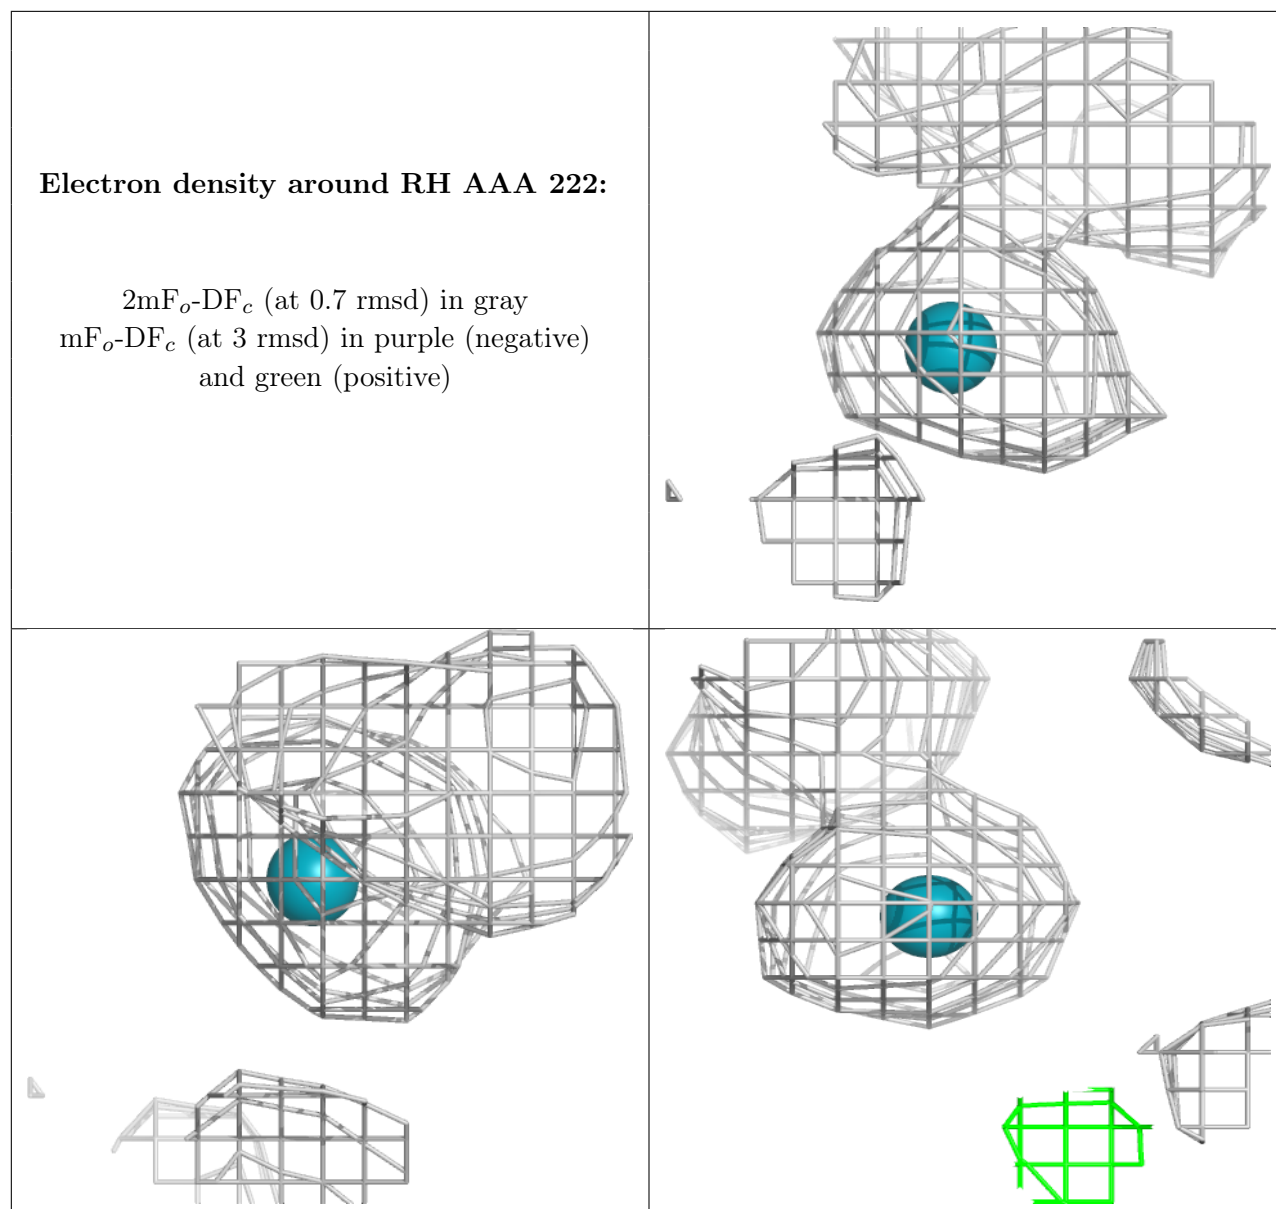 Electron density around RH AAA 222:
2mFo-DFc (at 0.7 rmsd) in gray
mFo-DFc (at 3 rmsd) in purple (negative)
and green (positive)